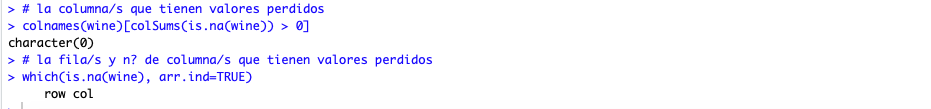 > # la columna/s que tienen valores perdidos
> colnames(wine)[colSums(is.na(wine)) > 0]
character(0)
> # la fila/s y n? de columna/s que tienen valores perdidos
> which(is.na(wine), arr.ind=TRUE)
     row col
>